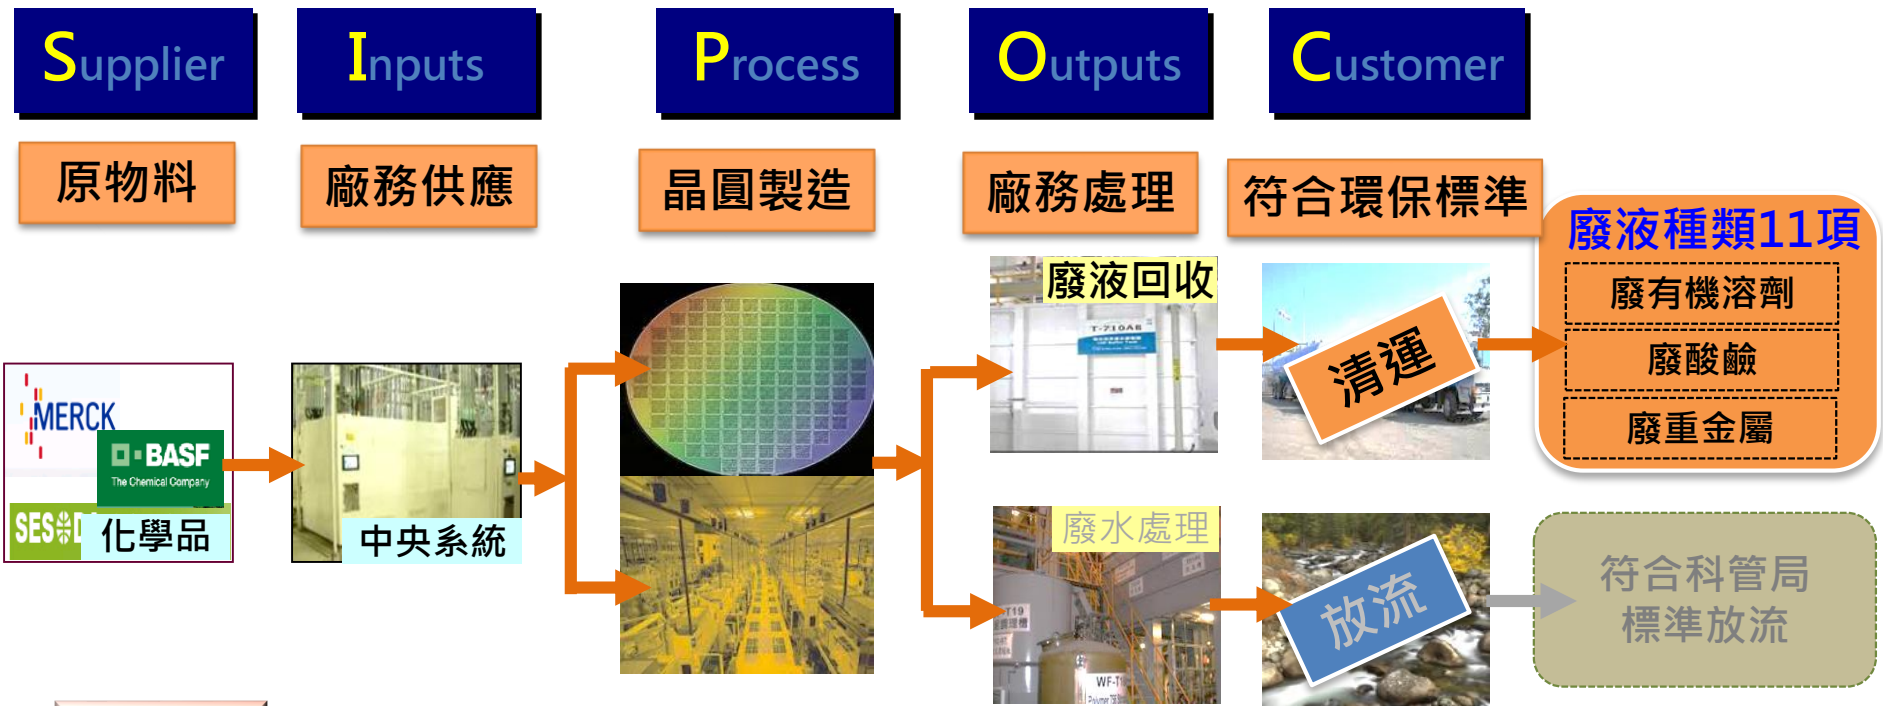 Supplier
Inputs
Process
Outputs
Customer
原物料
廠務供應
晶圓製造
廠務處理
符合環保標準
MERCK
BASF
The Chemical Company
化學品
中央系統
廢液回收
T-710AB
清運
廢液種類11項
廢有機溶劑
廢酸鹼
廢重金屬
廢水處理
放流
符合科管局
標準放流